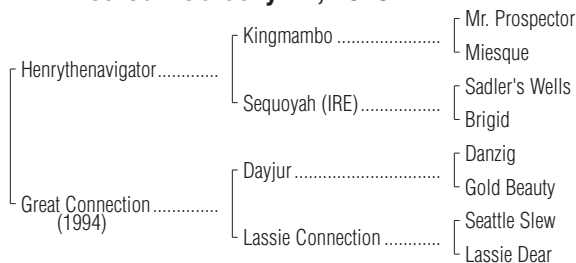 Mr. Prospector
Kingmambo
Miesque
Henrythenavigator
Sadler's Wells
Sequoyah (IRE)
Brigid
Danzig
Dayjur
Gold Beauty
Great Connection
(1994)
Seattle Slew
Lassie Connection
Lassie Dear